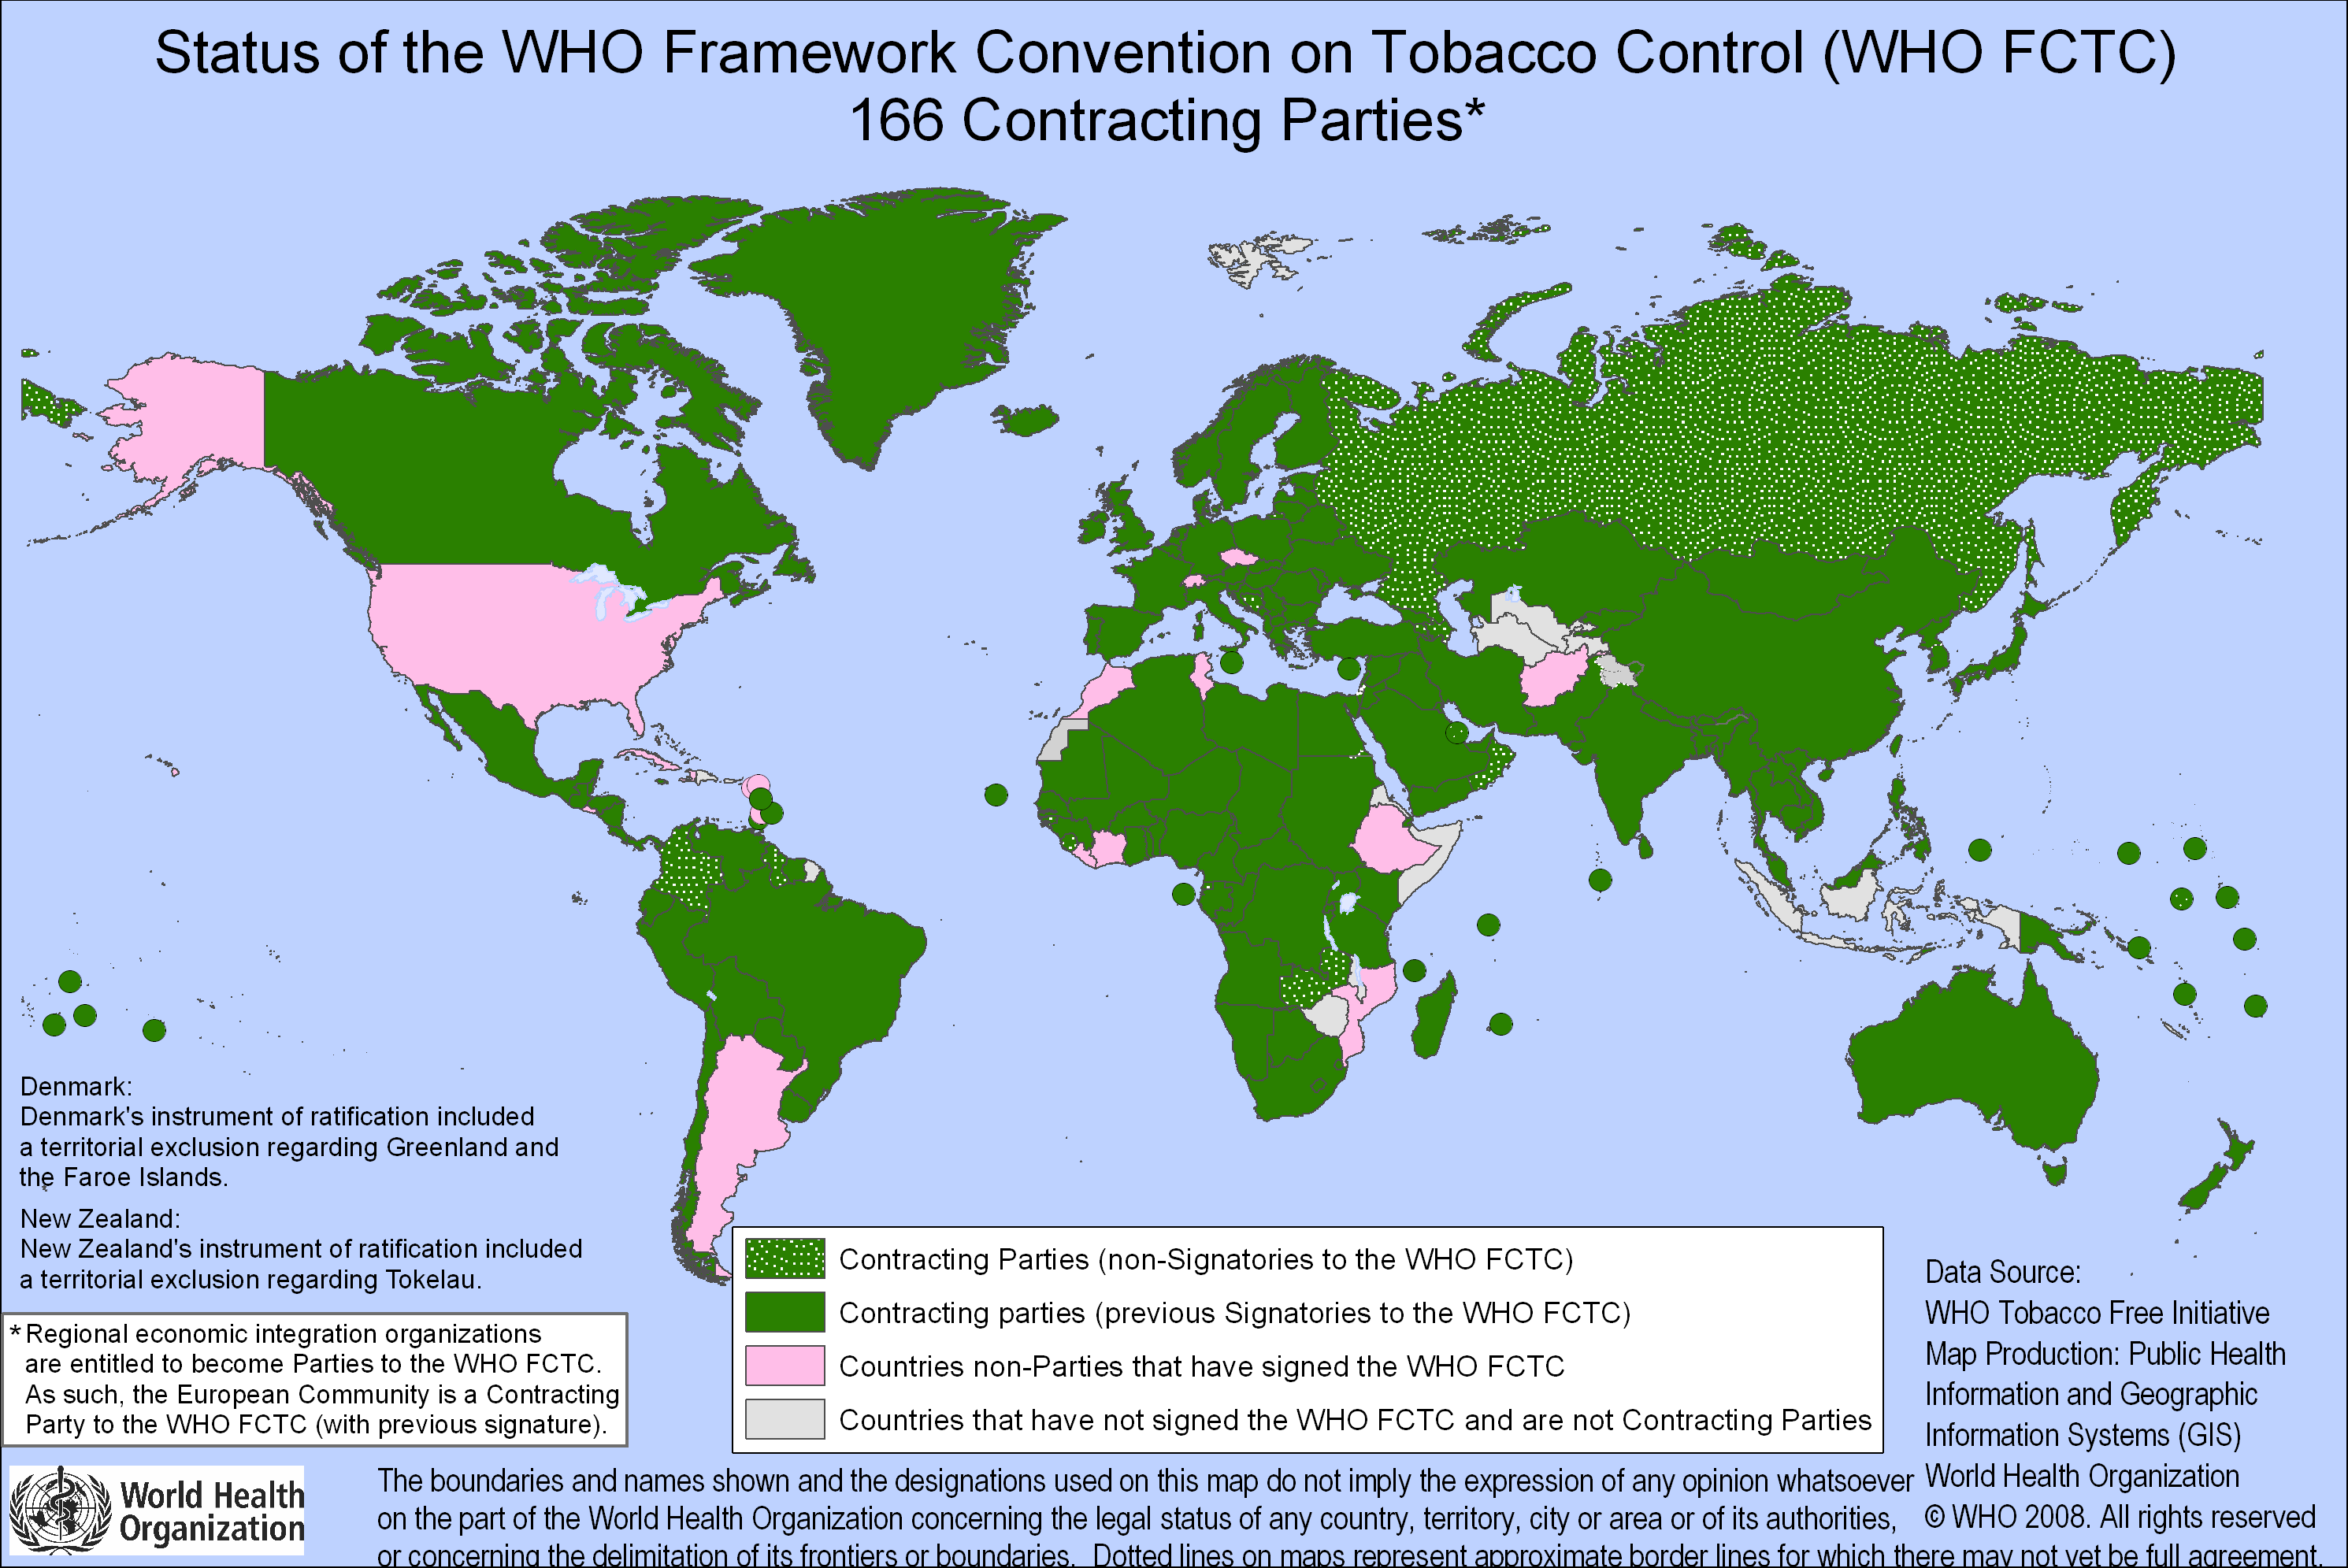 Status of the WHO Framework Convention on Tobacco Control (WHO FCTC)
166 Contracting Parties*
Denmark:
Denmark's instrument of ratification included
a territorial exclusion regarding Greenland and
the Faroe Islands.
New Zealand:
New Zealand's instrument of ratification included
a territorial exclusion regarding Tokelau.
* Regional economic integration organizations
are entitled to become Parties to the WHO FCTC.
As such, the European Community is a Contracting
Party to the WHO FCTC (with previous signature).
Contracting Parties (non-Signatories to the WHO FCTC)
Contracting parties (previous Signatories to the WHO FCTC)
Countries non-Parties that have signed the WHO FCTC
Countries that have not signed the WHO FCTC and are not Contracting Parties
Data Source:
WHO Tobacco Free Initiative
Map Production: Public Health
Information and Geographic
Information Systems (GIS)
World Health Organization
© WHO 2008. All rights reserved
World Health
Organization
The boundaries and names shown and the designations used on this map do not imply the expression of any opinion whatsoever
on the part of the World Health Organization concerning the legal status of any country, territory, city or area or of its authorities,
or concerning the delimitation of its frontiers or boundaries. Dotted lines on maps represent approximate border lines for which there may not yet be full agreement.